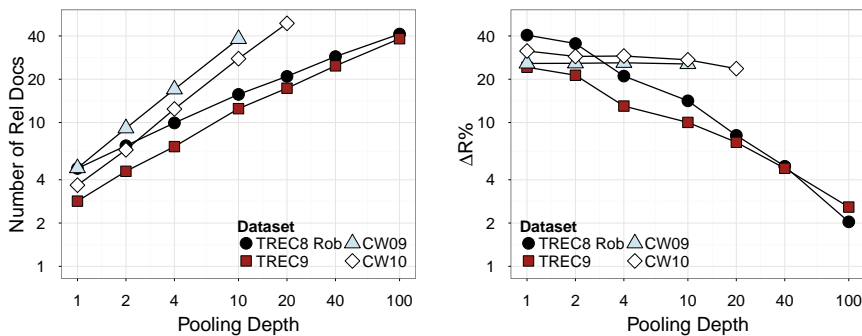 Number of Rel Docs
40
20
10
4
2
1
Dataset
TREC8 Rob CW09
TREC9 CW10
1 2 4 10 20 40 100
Pooling Depth
ΔR%
40
20
10
4
2
1
Dataset
TREC8 Rob CW09
TREC9 CW10
1 2 4 10 20 40 100
Pooling Depth